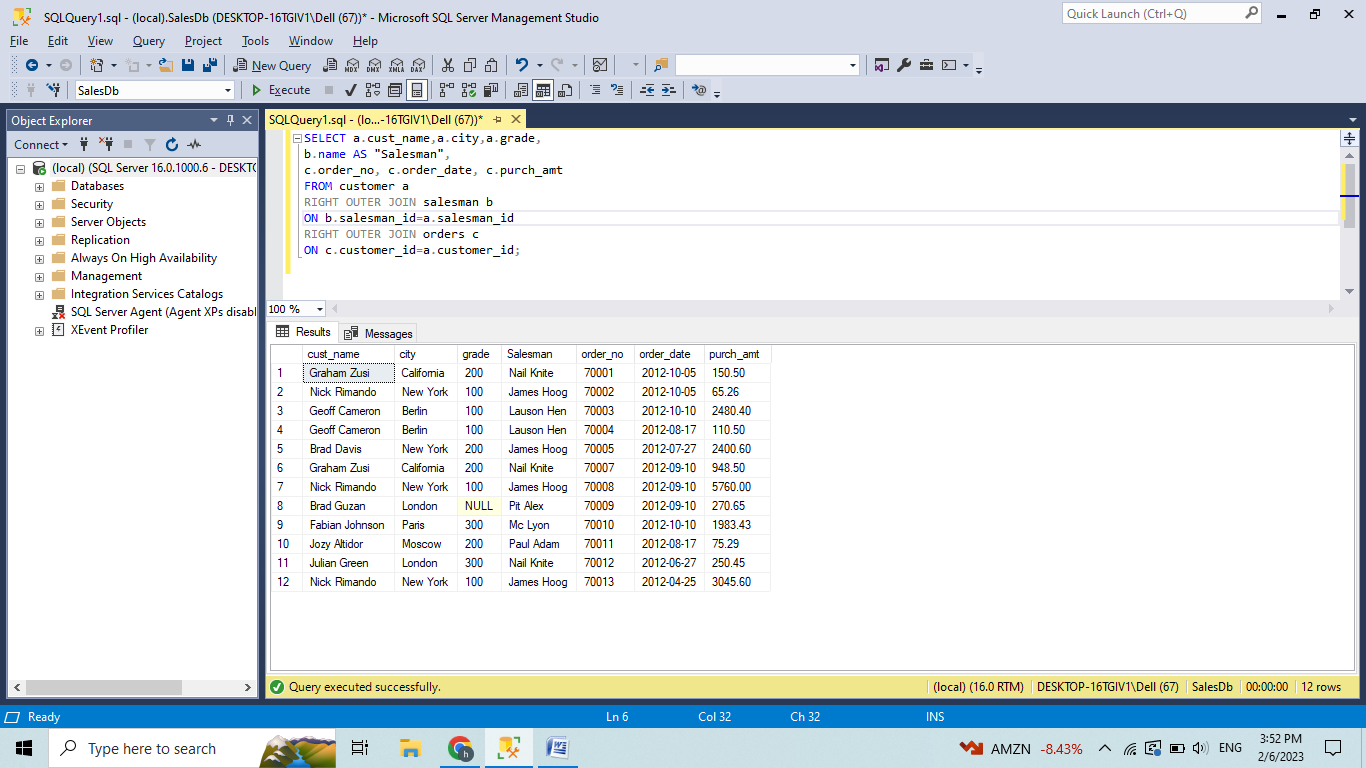 SQLQuery1.sql - (local).SalesDb (DESKTOP-16TGIV1\Dell (67))* - Microsoft SQL Server Management Studio
Quick Launch (Ctrl+Q)
File Edit View Query Project Tools Window Help
New Query MDX DMX XMLA DAX
SalesDb Execute
Object Explorer
Connect
(local) (SQL Server 16.0.1000.6 - DESKT
Databases
Security
Server Objects
Replication
Always On High Availability
Management
Integration Services Catalogs
SQL Server Agent (Agent XPs disabl
XEvent Profiler
SQLQuery1.sql - (lo...-16TGIV1\Dell (67))*
SELECT a.cust_name,a.city,a.grade,
b.name AS "Salesman",
c.order_no, c.order_date, c.purch_amt
FROM customer a
RIGHT OUTER JOIN salesman b
ON b.salesman_id=a.salesman_id
RIGHT OUTER JOIN orders c
ON c.customer_id=a.customer_id;
100 %
Results Messages
cust_name city grade Salesman order_no order_date purch_amt
1 Graham Zusi California 200 Nail Knite 70001 2012-10-05 150.50
2 Nick Rimando New York 100 James Hoog 70002 2012-10-05 65.26
3 Geoff Cameron Berlin 100 Lauson Hen 70003 2012-10-10 2480.40
4 Geoff Cameron Berlin 100 Lauson Hen 70004 2012-08-17 110.50
5 Brad Davis New York 200 James Hoog 70005 2012-07-27 2400.60
6 Graham Zusi California 200 Nail Knite 70007 2012-09-10 948.50
7 Nick Rimando New York 100 James Hoog 70008 2012-09-10 5760.00
8 Brad Guzan London NULL Pit Alex 70009 2012-09-10 270.65
9 Fabian Johnson Paris 300 Mc Lyon 70010 2012-10-10 1983.43
10 Jozy Altidor Moscow 200 Paul Adam 70011 2012-08-17 75.29
11 Julian Green London 300 Nail Knite 70012 2012-06-27 250.45
12 Nick Rimando New York 100 James Hoog 70013 2012-04-25 3045.60
Query executed successfully. (local) (16.0 RTM) DESKTOP-16TGIV1\Dell (67) SalesDb 00:00:00 12 rows
Ready Ln 6 Col 32 Ch 32 INS
Type here to search
AMZN -8.43% ENG
3:52 PM
2/6/2023